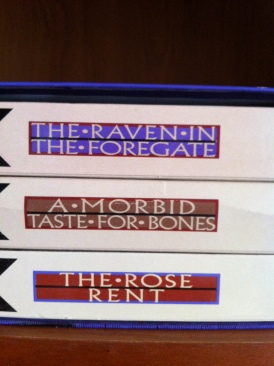 THE·RAVEN·IN
THE·FOREGATE
A·MORBID
TASTE·FOR·BONES
THE·ROSE
RENT